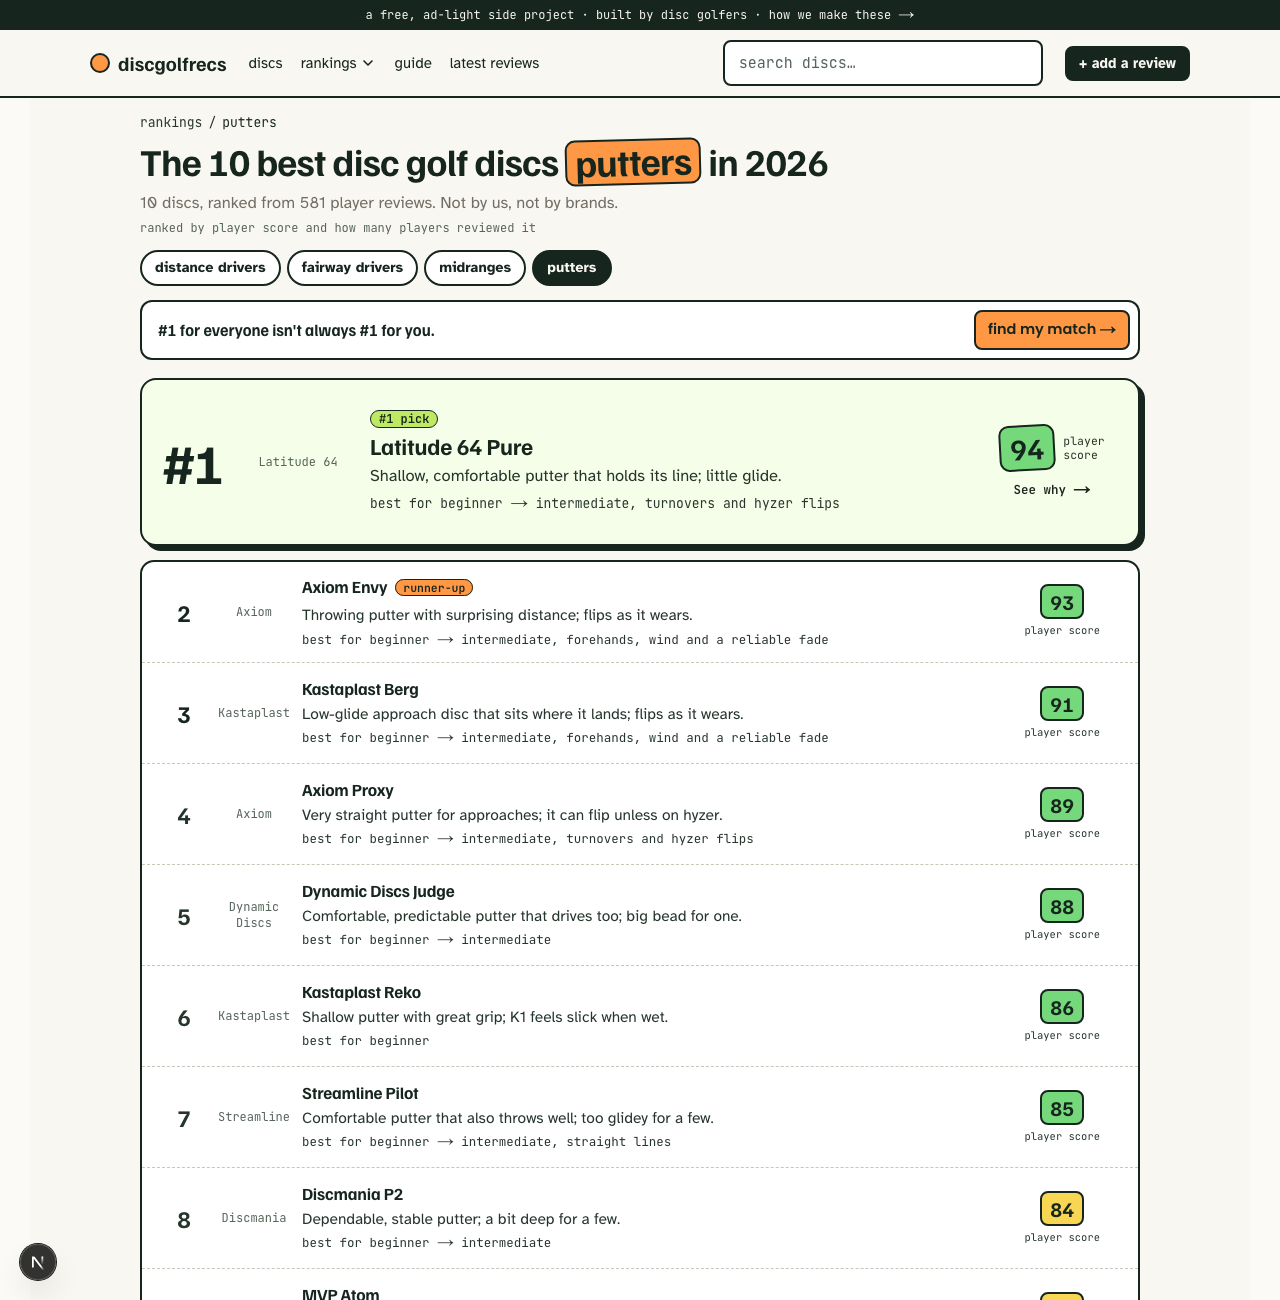 a free, ad-light side project · built by disc golfers · how we make these →
discgolfrecs
discs
rankings
guide
latest reviews
search discs…
+ add a review
rankings / putters
The 10 best disc golf discs putters in 2026
10 discs, ranked from 581 player reviews. Not by us, not by brands.
ranked by player score and how many players reviewed it
distance drivers
fairway drivers
midranges
putters
#1 for everyone isn't always #1 for you.
find my match →
#1
Latitude 64
#1 pick
Latitude 64 Pure
Shallow, comfortable putter that holds its line; little glide.
best for beginner → intermediate, turnovers and hyzer flips
94
player score
See why →
2
Axiom
Axiom Envy
runner-up
Throwing putter with surprising distance; flips as it wears.
best for beginner → intermediate, forehands, wind and a reliable fade
93
player score
3
Kastaplast
Kastaplast Berg
Low-glide approach disc that sits where it lands; flips as it wears.
best for beginner → intermediate, forehands, wind and a reliable fade
91
player score
4
Axiom
Axiom Proxy
Very straight putter for approaches; it can flip unless on hyzer.
best for beginner → intermediate, turnovers and hyzer flips
89
player score
5
Dynamic
Discs
Dynamic Discs Judge
Comfortable, predictable putter that drives too; big bead for one.
best for beginner → intermediate
88
player score
6
Kastaplast
Kastaplast Reko
Shallow putter with great grip; K1 feels slick when wet.
best for beginner
86
player score
7
Streamline
Streamline Pilot
Comfortable putter that also throws well; too glidey for a few.
best for beginner → intermediate, straight lines
85
player score
8
Discmania
Discmania P2
Dependable, stable putter; a bit deep for a few.
best for beginner → intermediate
84
player score
MVP Atom
N